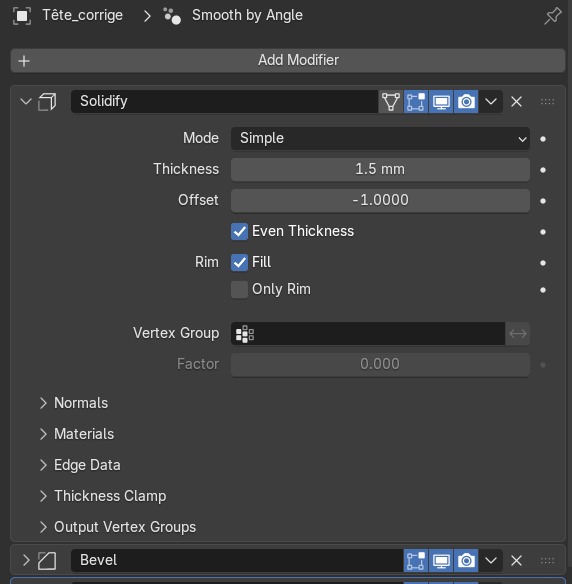 Tête_corrige > Smooth by Angle
+ Add Modifier
Solidify
Mode Simple
Thickness 1.5 mm
Offset -1.0000
Even Thickness
Rim Fill
Only Rim
Vertex Group
Factor 0.000
Normals
Materials
Edge Data
Thickness Clamp
Output Vertex Groups
Bevel